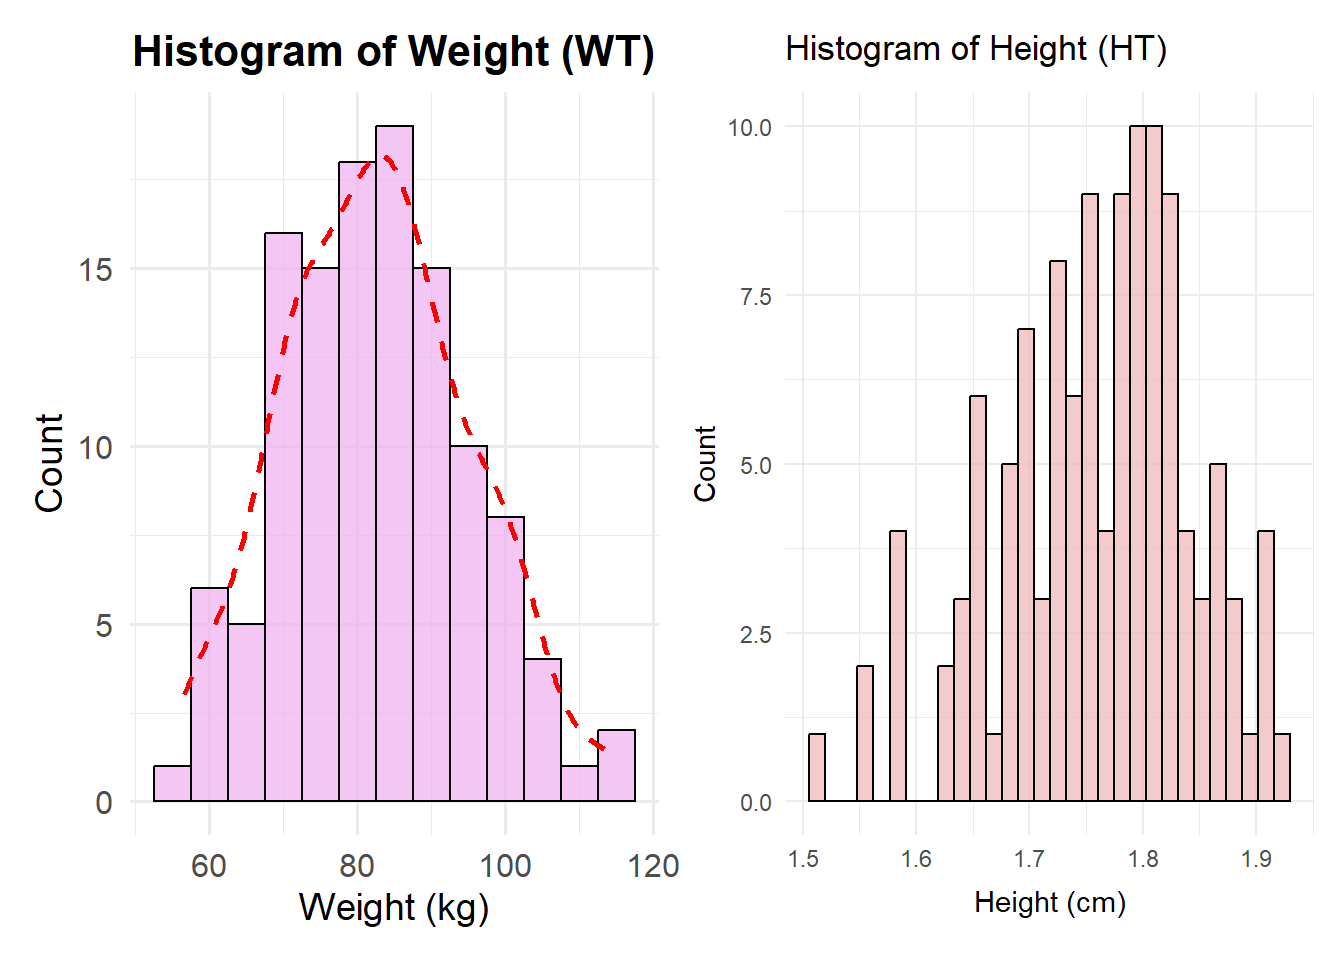 Histogram of Weight (WT)
Count
15
10
5
0
60 80 100 120
Weight (kg)
Histogram of Height (HT)
Count
10.0
7.5
5.0
2.5
0.0
1.5 1.6 1.7 1.8 1.9
Height (cm)